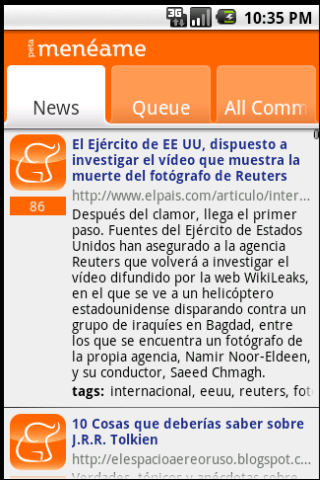 3G 10:35 PM
peta menéame
News Queue All Comm
El Ejército de EE UU, dispuesto a
investigar el vídeo que muestra la
muerte del fotógrafo de Reuters
http://www.elpais.com/articulo/inter...
86
Después del clamor, llega el primer
paso. Fuentes del Ejército de Estados
Unidos han asegurado a la agencia
Reuters que volverá a investigar el
vídeo difundido por la web WikiLeaks,
en el que se ve a un helicóptero
estadounidense disparando contra un
grupo de iraquíes en Bagdad, entre
los que se encuentra un fotógrafo de
la propia agencia, Namir Noor-Eldeen,
y su conductor, Saeed Chmagh.
tags: internacional, eeuu, reuters, fot
10 Cosas que deberías saber sobre
J.R.R. Tolkien
http://elespacioaereoruso.blogspot.c...
Verdades, tópicos y anécdotas sobre